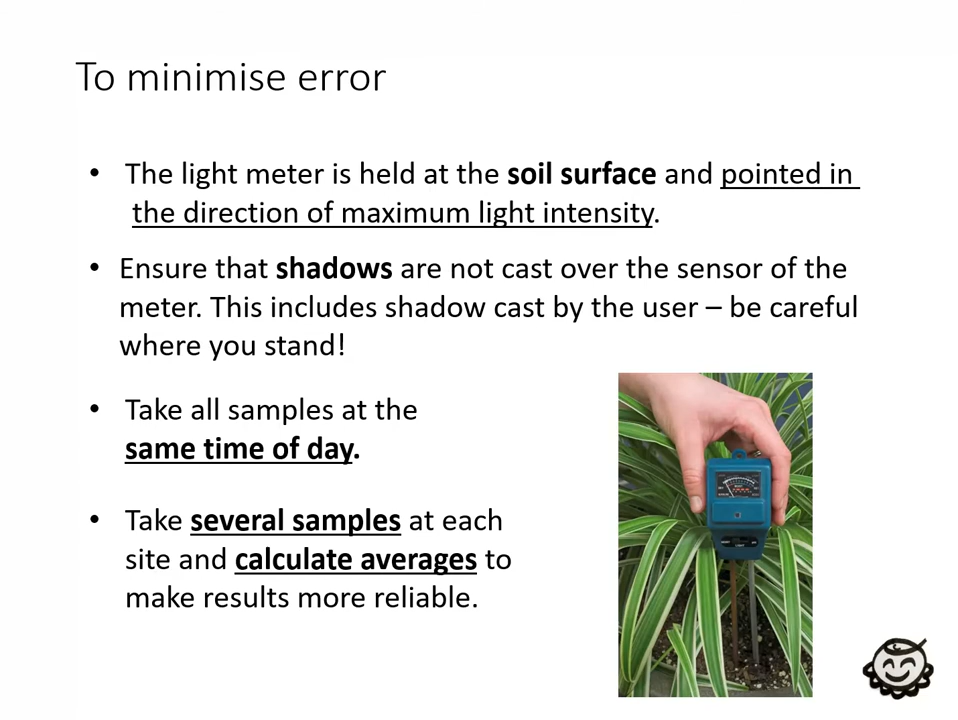 To minimise error
• The light meter is held at the soil surface and pointed in
the direction of maximum light intensity.
• Ensure that shadows are not cast over the sensor of the
meter. This includes shadow cast by the user – be careful
where you stand!
• Take all samples at the
same time of day.
• Take several samples at each
site and calculate averages to
make results more reliable.